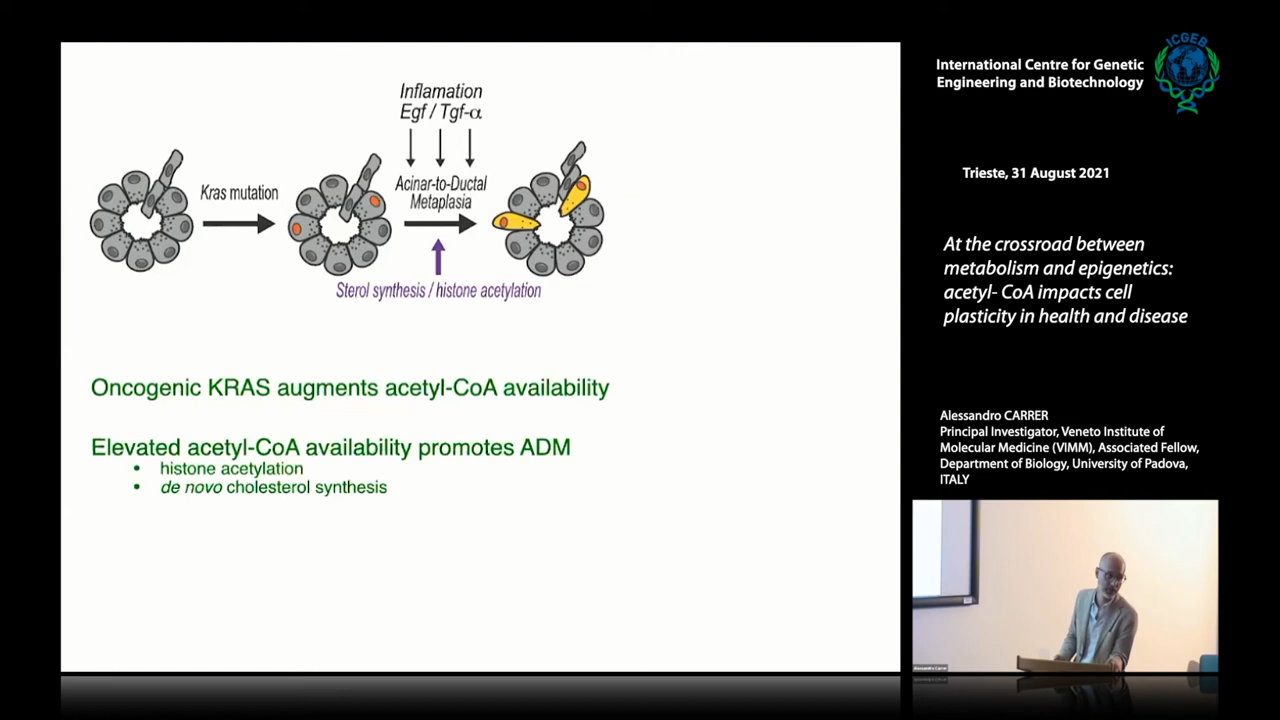 Inflamation
Egf / Tgf-α
Kras mutation
Acinar-to-Ductal
Metaplasia
Sterol synthesis / histone acetylation
Oncogenic KRAS augments acetyl-CoA availability
Elevated acetyl-CoA availability promotes ADM
• histone acetylation
• de novo cholesterol synthesis
International Centre for Genetic
Engineering and Biotechnology
ICGEB
Trieste, 31 August 2021
At the crossroad between
metabolism and epigenetics:
acetyl- CoA impacts cell
plasticity in health and disease
Alessandro CARRER
Principal Investigator, Veneto Institute of
Molecular Medicine (VIMM), Associated Fellow,
Department of Biology, University of Padova,
ITALY
Alessandro Carrer